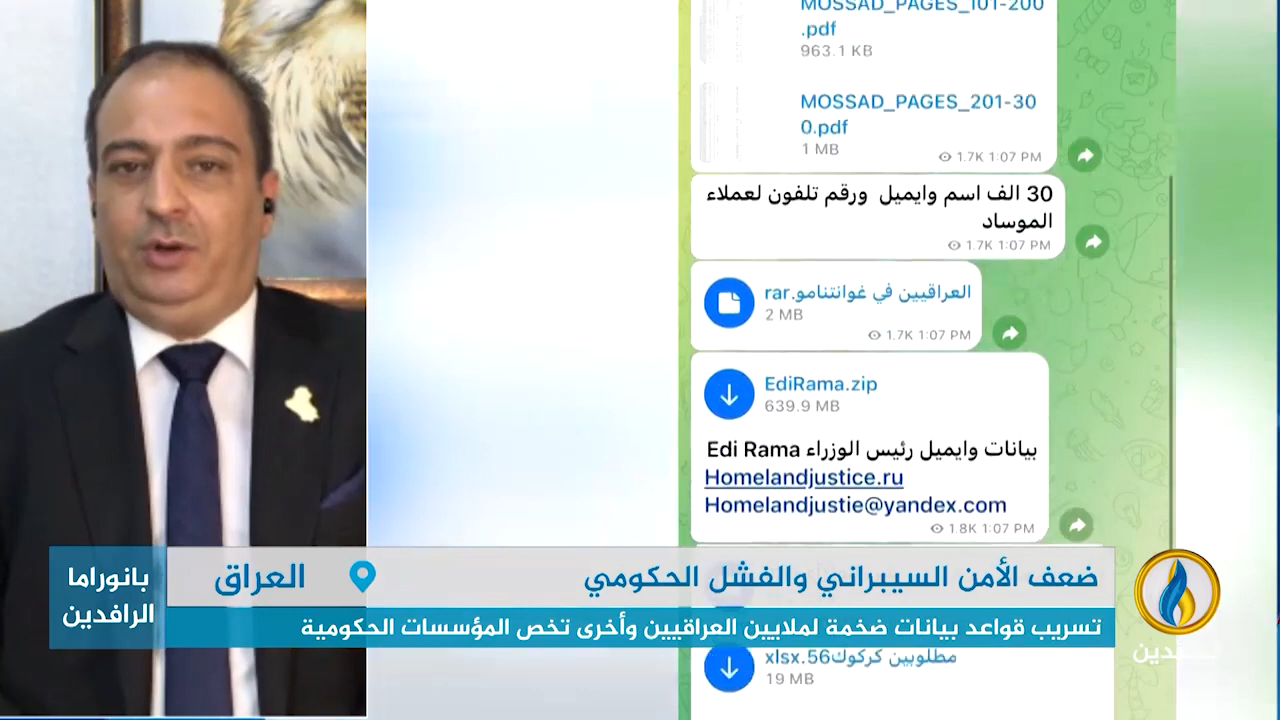 MOSSAD_PAGES_101-200
.pdf
963.1 KB
MOSSAD_PAGES_201-30
0.pdf
1 MB
1.7K 1:07 PM
30 الف اسم وايميل ورقم تلفون لعملاء
الموساد
1.7K 1:07 PM
العراقيين في غوانتنامو.rar
2 MB
1.7K 1:07 PM
EdiRama.zip
639.9 MB
بيانات وايميل رئيس الوزراء Edi Rama
Homelandjustice.ru
Homelandjustie@yandex.com
1.8K 1:07 PM
ضعف الأمن السيبراني والفشل الحكومي
العراق
بانوراما
الرافدين
تسريب قواعد بيانات ضخمة لملايين العراقيين وأخرى تخص المؤسسات الحكومية
مطلوبين كركوك56.xlsx
19 MB